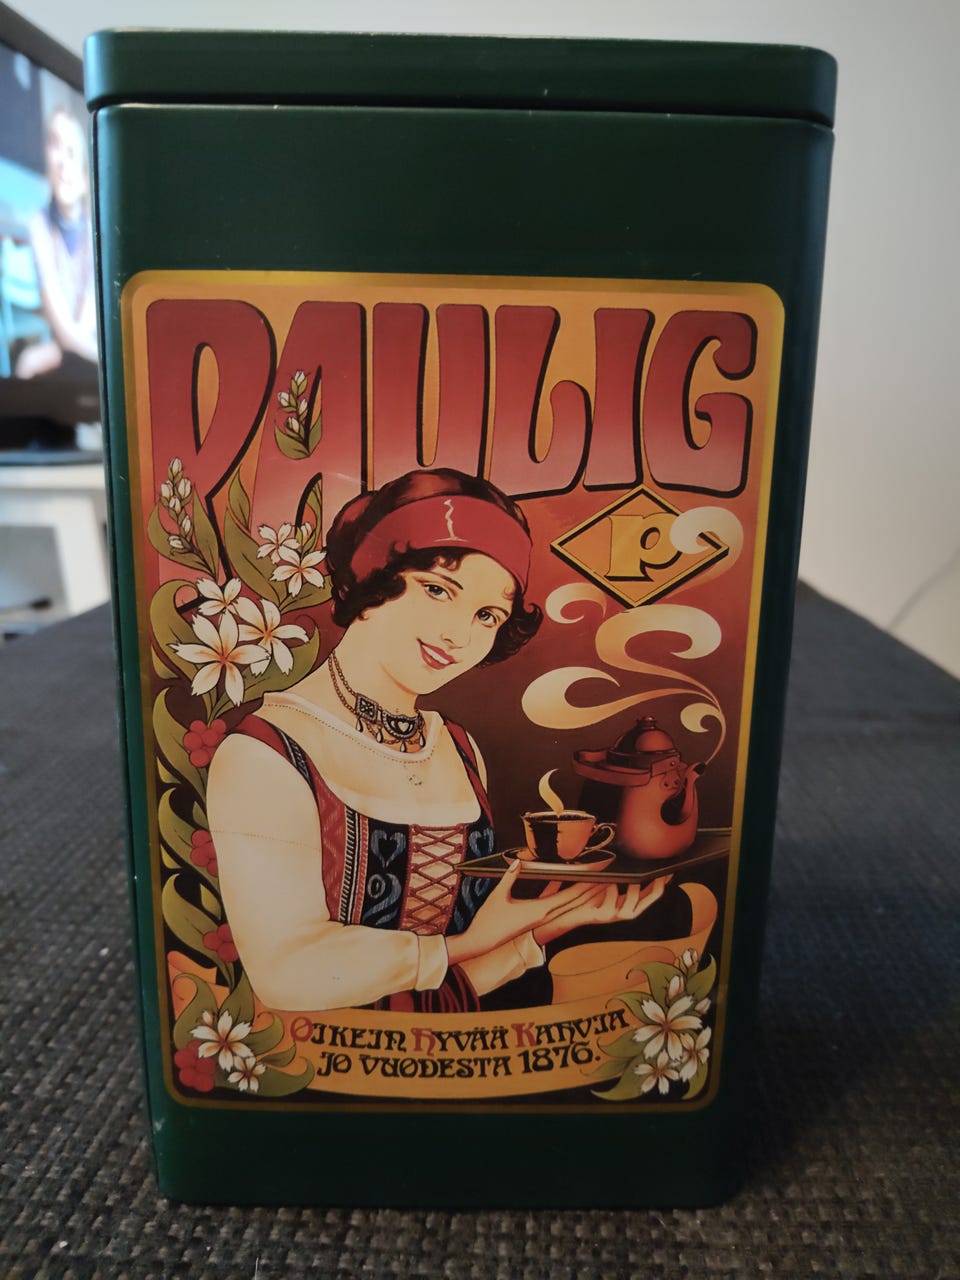 PAULIG
P
OIKEIN HYVÄÄ KAHVIA
JO VUODESTA 1876.